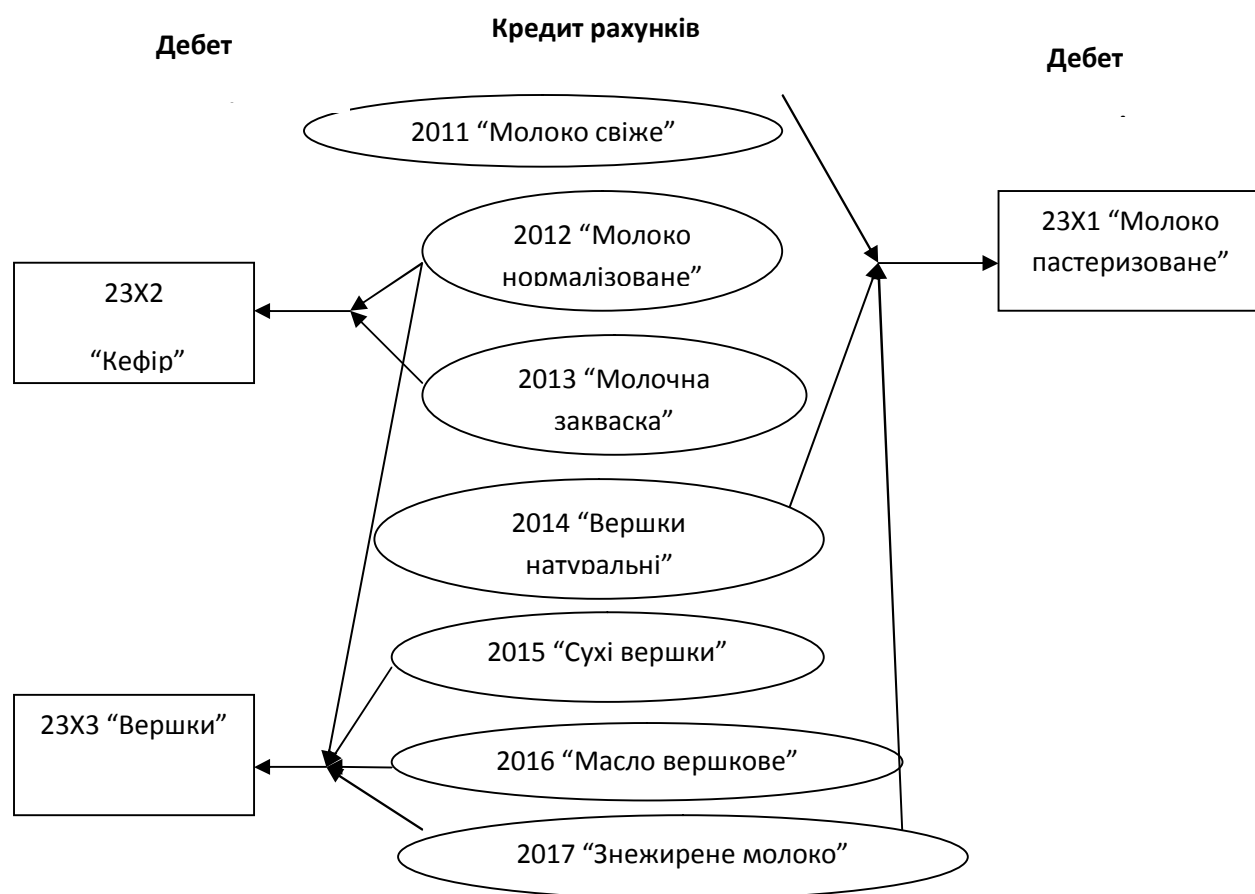 Кредит рахунків
Дебет
Дебет
2011 “Молоко свіже”
2012 “Молоко
нормалізоване”
23Х1 “Молоко
пастеризоване”
23Х2
“Кефір”
2013 “Молочна
закваска”
2014 “Вершки
натуральні”
2015 “Сухі вершки”
23Х3 “Вершки”
2016 “Масло вершкове”
2017 “Знежирене молоко”